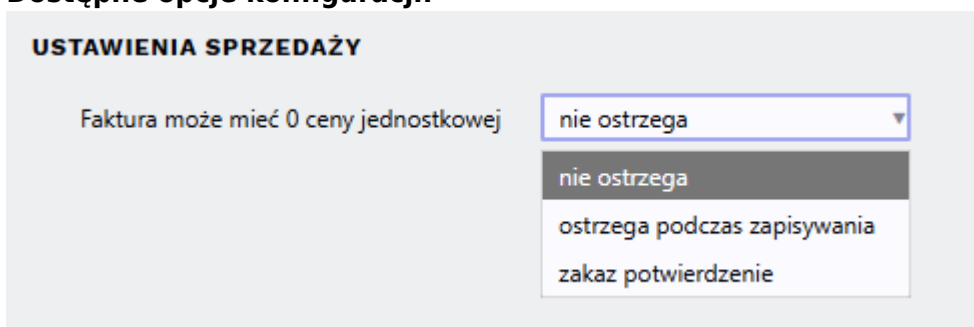 USTAWIENIA SPRZEDAŻY
Faktura może mieć 0 ceny jednostkowej
nie ostrzega
nie ostrzega
ostrzega podczas zapisywania
zakaz potwierdzenie